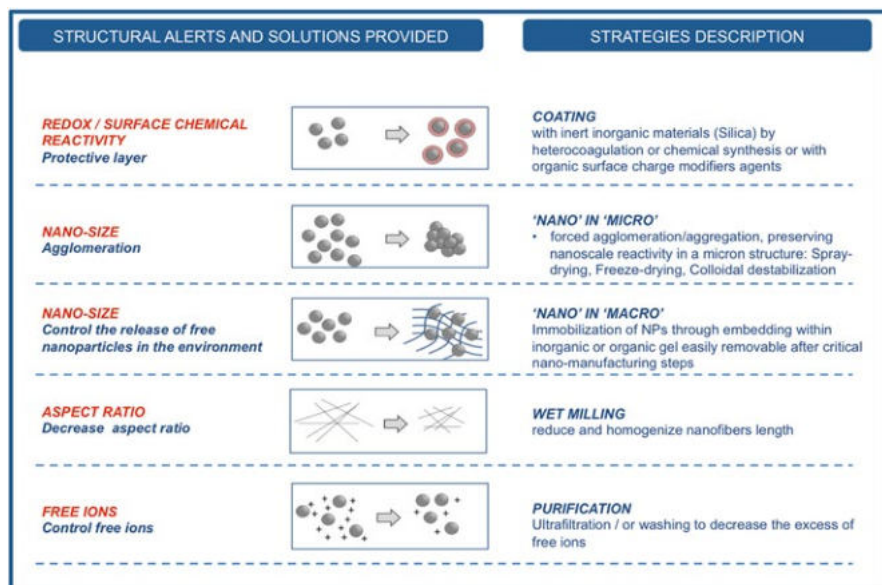 STRUCTURAL ALERTS AND SOLUTIONS PROVIDED
STRATEGIES DESCRIPTION
REDOX / SURFACE CHEMICAL
REACTIVITY
Protective layer
COATING
with inert inorganic materials (Silica) by
heterocoagulation or chemical synthesis or with
organic surface charge modifiers agents
NANO-SIZE
Agglomeration
‘NANO’ IN ‘MICRO’
• forced agglomeration/aggregation, preserving
nanoscale reactivity in a micron structure: Spray-
drying, Freeze-drying, Colloidal destabilization
NANO-SIZE
Control the release of free
nanoparticles in the environment
‘NANO’ IN ‘MACRO’
Immobilization of NPs through embedding within
inorganic or organic gel easily removable after critical
nano-manufacturing steps
ASPECT RATIO
Decrease aspect ratio
WET MILLING
reduce and homogenize nanofibers length
FREE IONS
Control free ions
PURIFICATION
Ultrafiltration / or washing to decrease the excess of
free ions